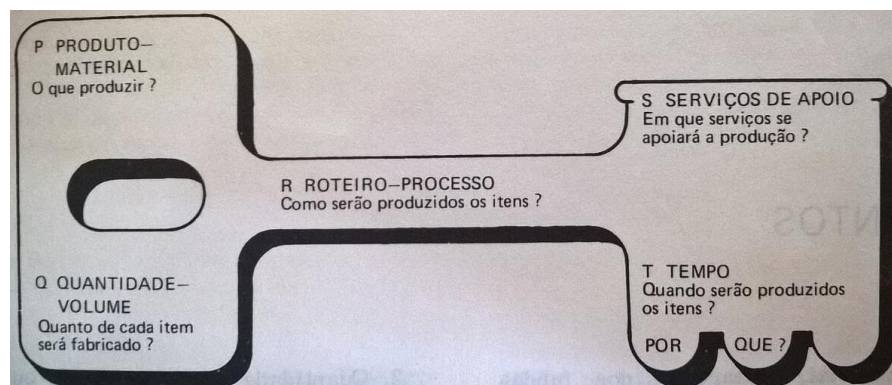 P PRODUTO—
MATERIAL
O que produzir ?
Q QUANTIDADE—
VOLUME
Quanto de cada item
será fabricado ?
R ROTEIRO—PROCESSO
Como serão produzidos os itens ?
S SERVIÇOS DE APOIO
Em que serviços se
apoiará a produção ?
T TEMPO
Quando serão produzidos
os itens ?
POR QUE ?